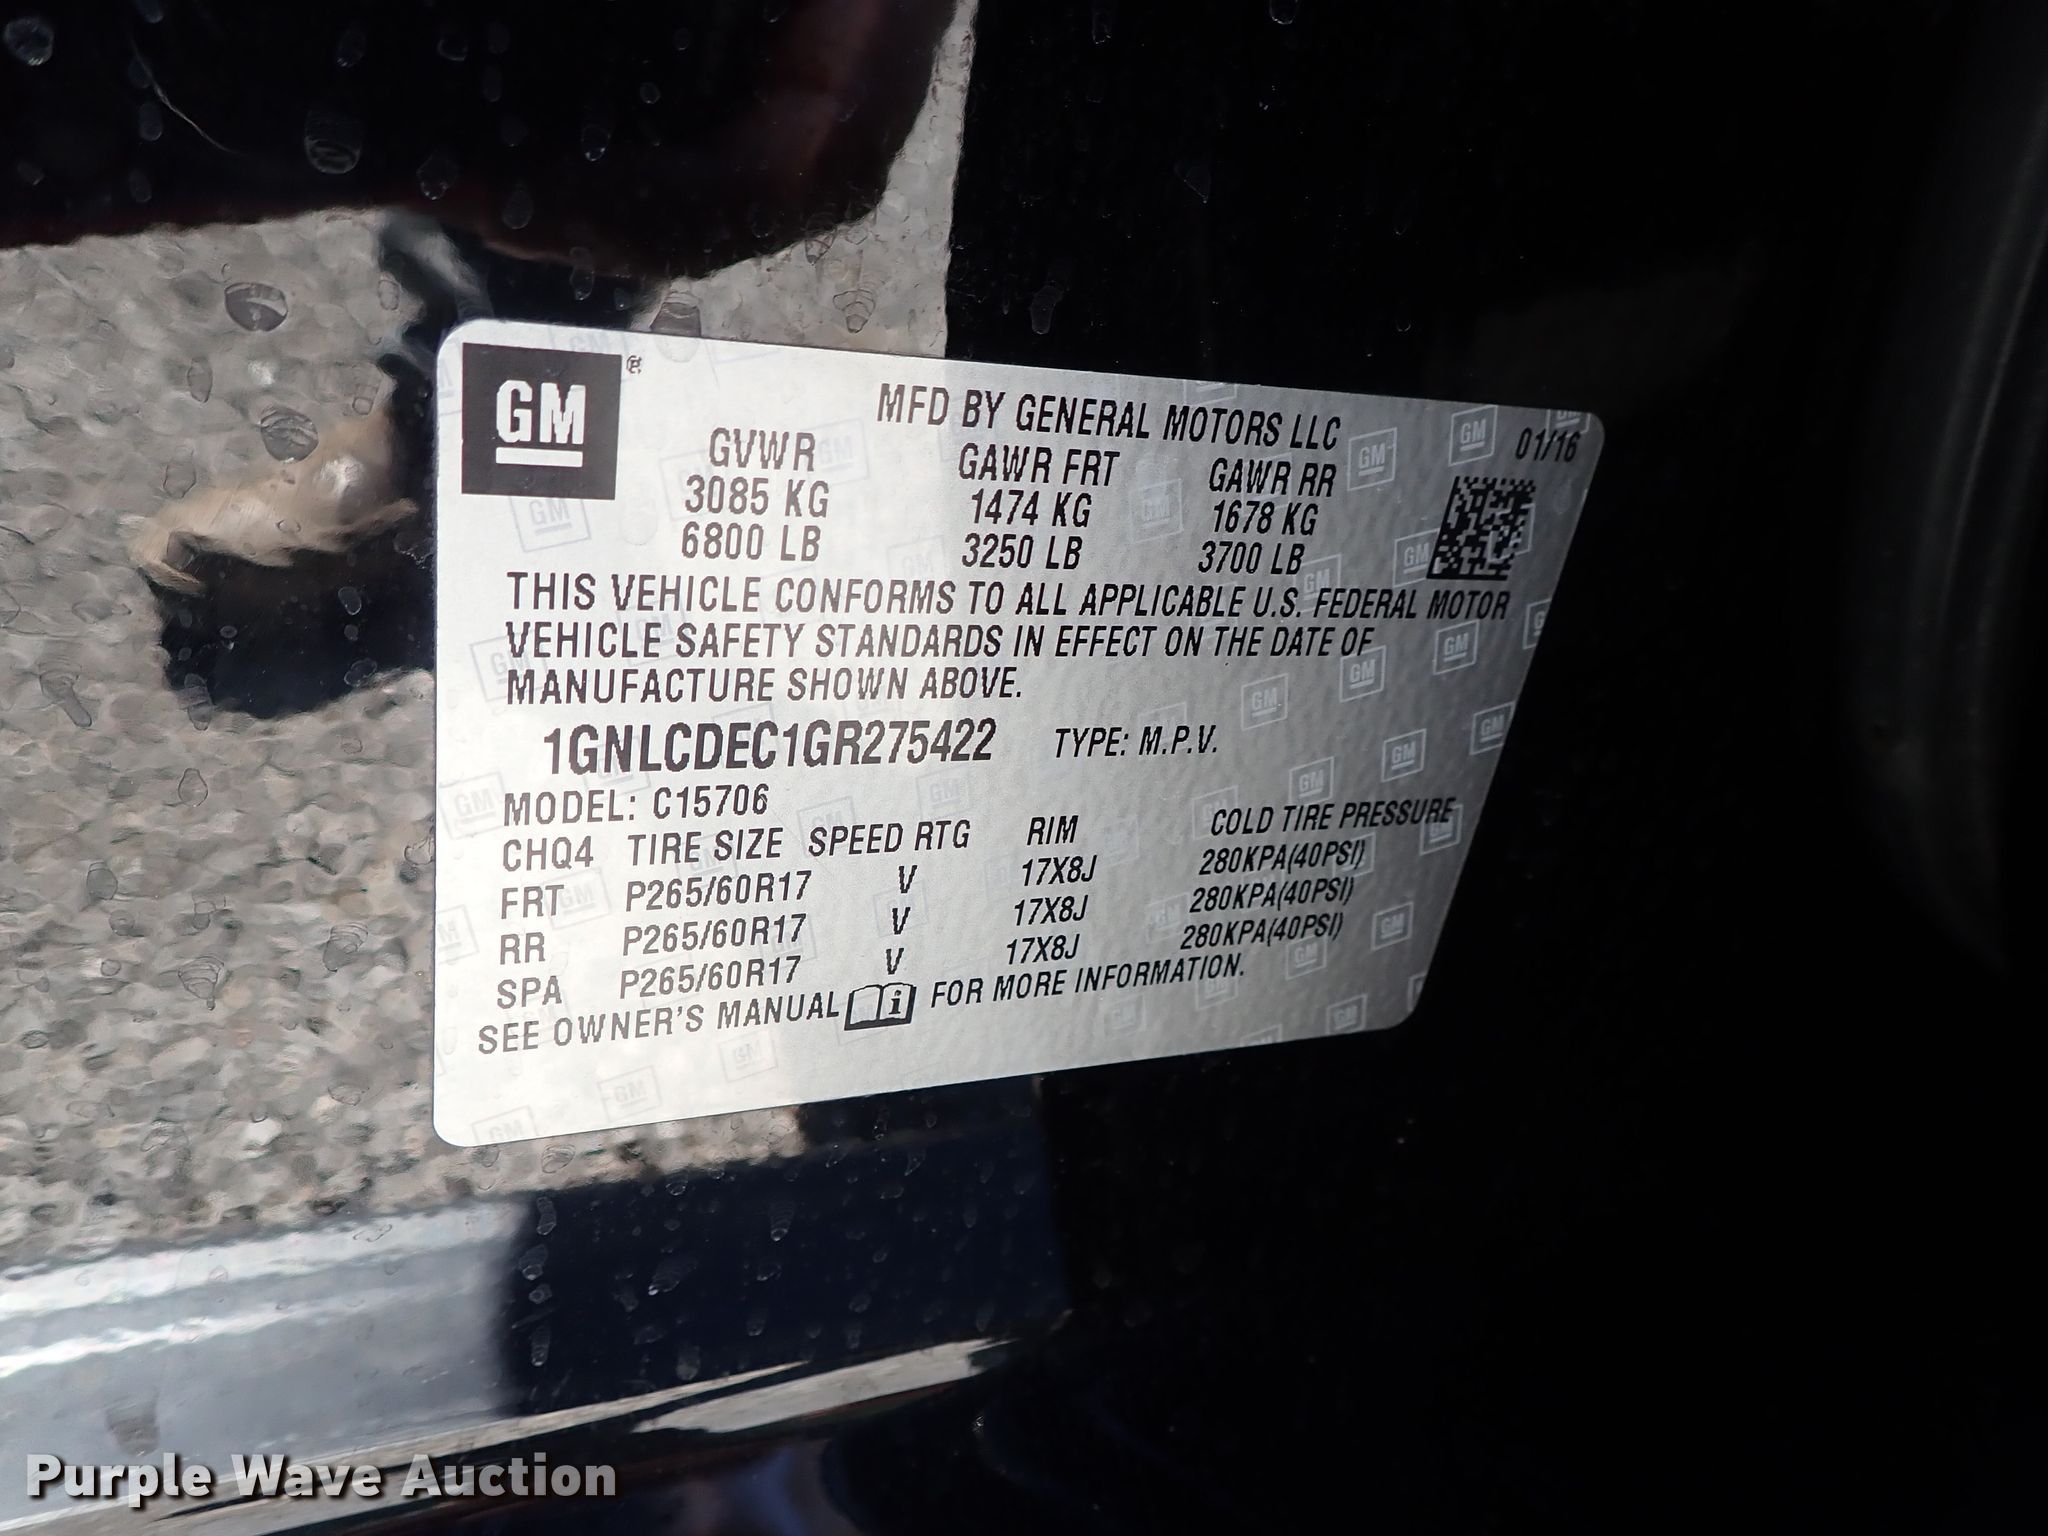 GM®
MFD BY GENERAL MOTORS LLC 01/16
GVWR GAWR FRT GAWR RR
3085 KG 1474 KG 1678 KG
6800 LB 3250 LB 3700 LB
THIS VEHICLE CONFORMS TO ALL APPLICABLE U.S. FEDERAL MOTOR
VEHICLE SAFETY STANDARDS IN EFFECT ON THE DATE OF
MANUFACTURE SHOWN ABOVE.
1GNLCDEC1GR275422 TYPE: M.P.V.
MODEL: C15706
CHQ4 TIRE SIZE SPEED RTG RIM COLD TIRE PRESSURE
FRT P265/60R17 V 17X8J 280KPA(40PSI)
RR P265/60R17 V 17X8J 280KPA(40PSI)
SPA P265/60R17 V 17X8J 280KPA(40PSI)
SEE OWNER'S MANUAL i FOR MORE INFORMATION.
Purple Wave Auction